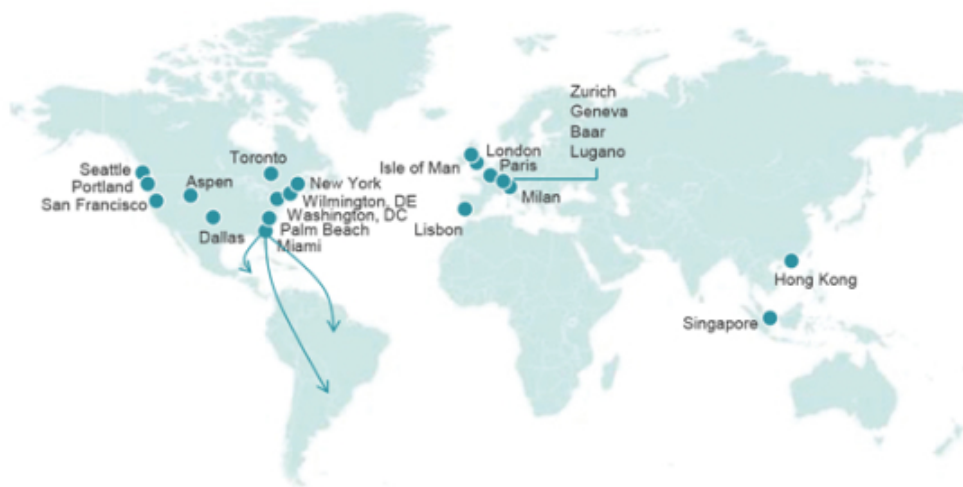 Zurich
Geneva
Baar
Lugano
London
Isle of Man
Paris
Seattle
Toronto
Portland
Aspen
New York
San Francisco
Wilmington, DE
Milan
Washington, DC
Dallas
Palm Beach
Lisbon
Miami
Hong Kong
Singapore